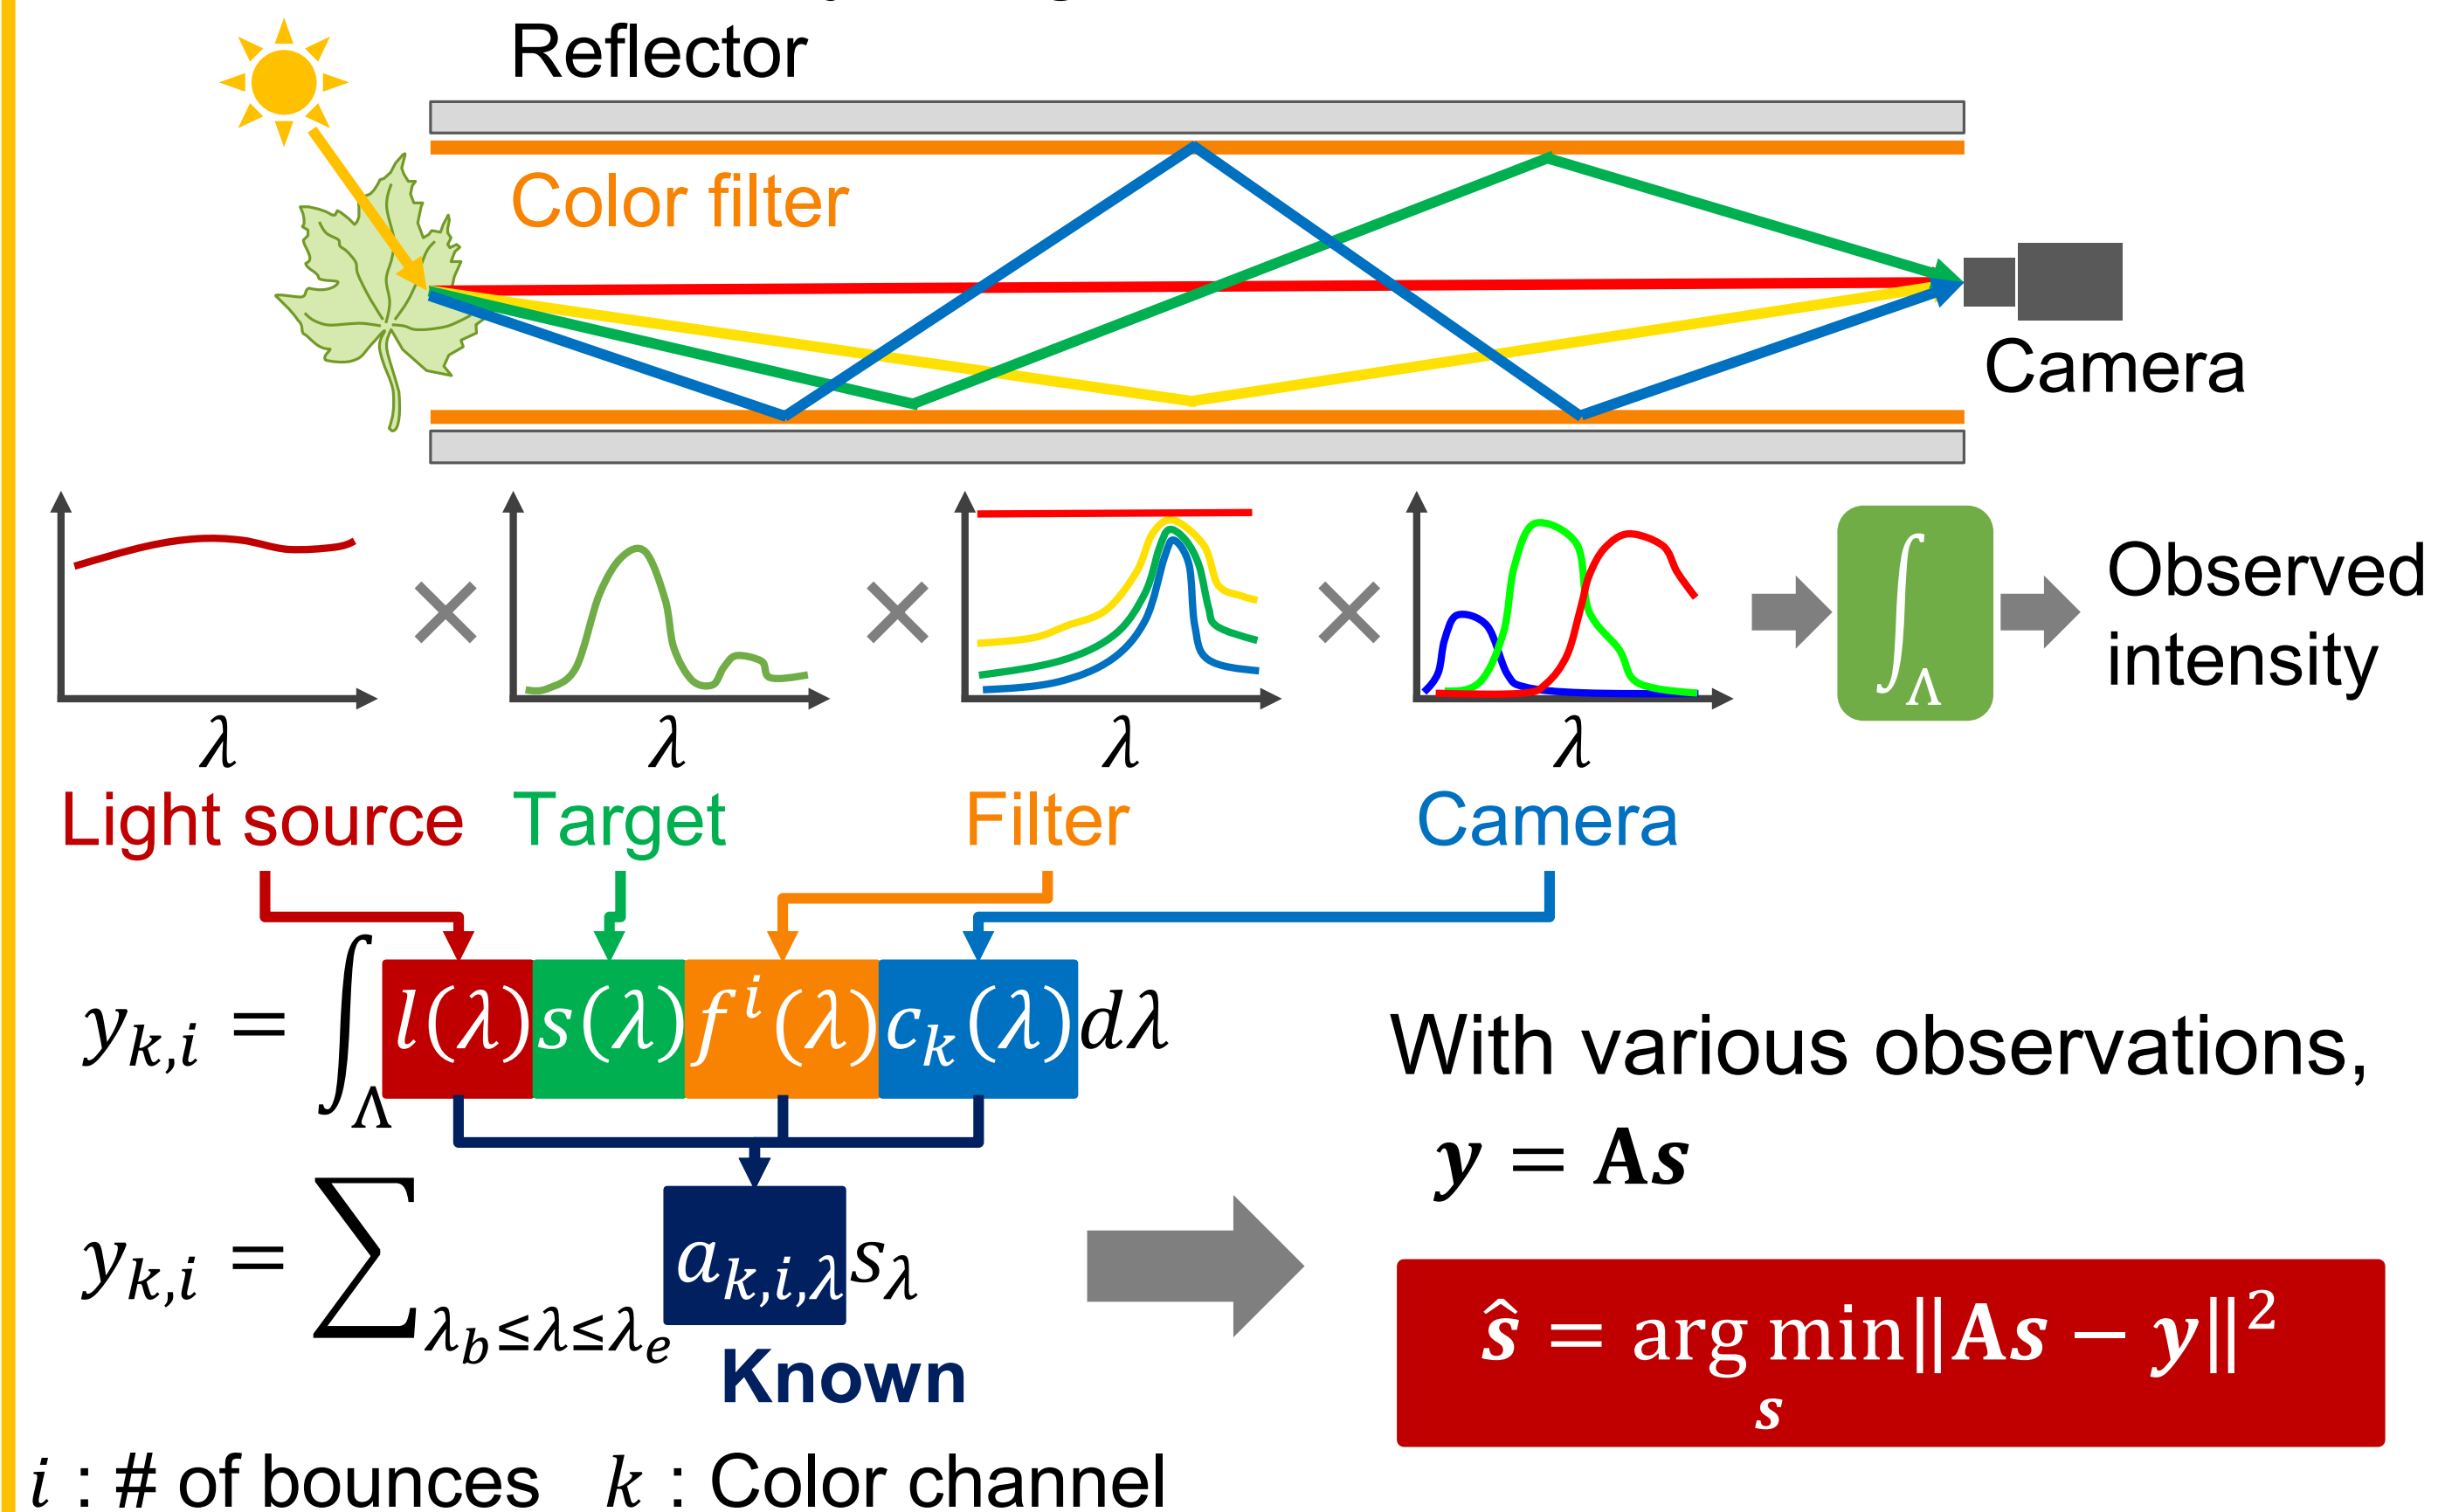 Reflector
Color filter
Camera
λ
λ
λ
λ
∫_Λ
Observed
intensity
Light source
Target
Filter
Camera
y_{k,i} = ∫_Λ l(λ) s(λ) f^i(λ) c_k(λ) dλ
With various observations,
y = As
y_{k,i} = ∑_{λ_b≤λ≤λ_e} a_{k,i,λ} s_λ
Known
ŝ = arg min_s ‖As − y‖²
i : # of bounces k : Color channel